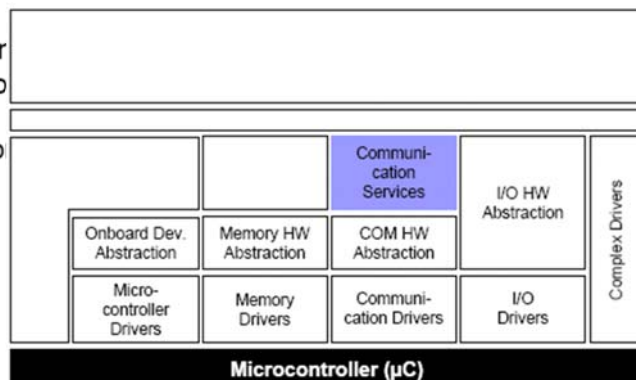 r
o
o
Communi-
cation
Services
I/O HW
Abstraction
Complex Drivers
Onboard Dev.
Abstraction
Memory HW
Abstraction
COM HW
Abstraction
Micro-
controller
Drivers
Memory
Drivers
Communi-
cation Drivers
I/O
Drivers
Microcontroller (µC)